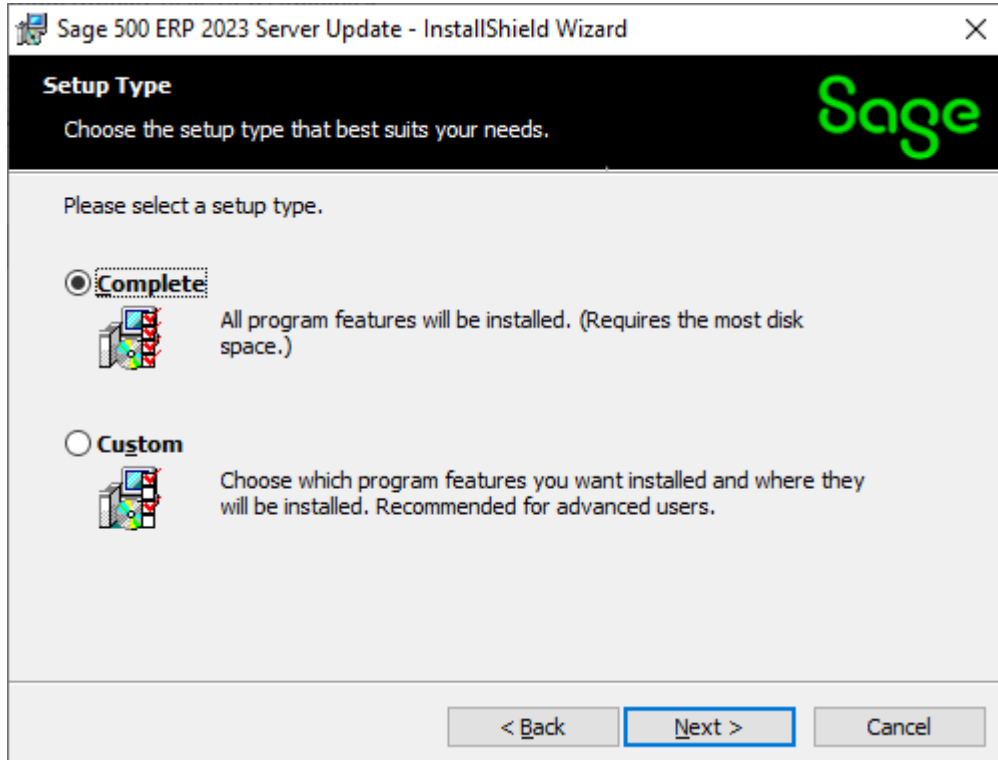 Sage 500 ERP 2023 Server Update - InstallShield Wizard
Setup Type
Choose the setup type that best suits your needs.
Sage
Please select a setup type.
Complete
All program features will be installed. (Requires the most disk
space.)
Custom
Choose which program features you want installed and where they
will be installed. Recommended for advanced users.
< Back
Next >
Cancel